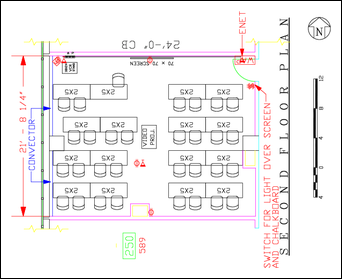 24'-0" CB
ENET
70 x 70 SCREEN
A/V
2X5 2X5 2X5 2X5
2X5 2X5 2X5 2X5
2X5 2X5 2X5 2X5
2X5 2X5 2X5 2X5
VIDEO
PROJ.
21' - 8 1/4"
CONVECTOR
250
589
SWITCH FOR LIGHT OVER SCREEN
AND CHALKBOARD
SECOND FLOOR PLAN
N
12
4